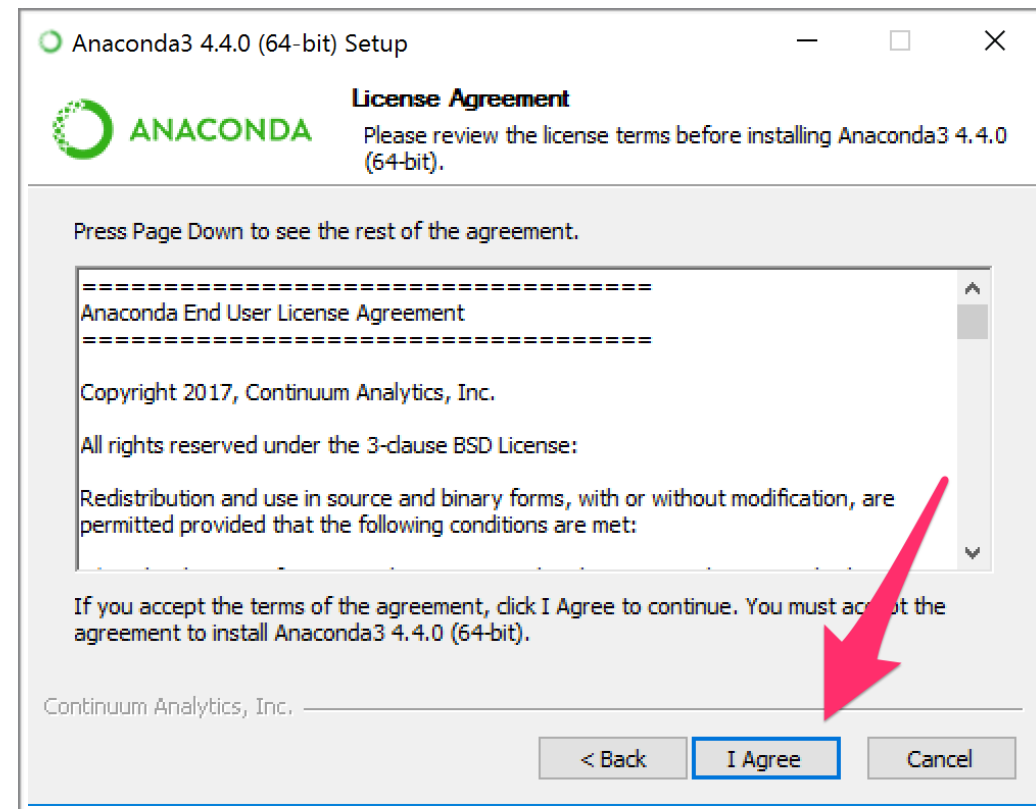 Anaconda3 4.4.0 (64-bit) Setup
ANACONDA
License Agreement
Please review the license terms before installing Anaconda3 4.4.0
(64-bit).
Press Page Down to see the rest of the agreement.
===================================
Anaconda End User License Agreement
===================================
Copyright 2017, Continuum Analytics, Inc.
All rights reserved under the 3-clause BSD License:
Redistribution and use in source and binary forms, with or without modification, are
permitted provided that the following conditions are met:
If you accept the terms of the agreement, click I Agree to continue. You must accept the
agreement to install Anaconda3 4.4.0 (64-bit).
Continuum Analytics, Inc.
< Back
I Agree
Cancel